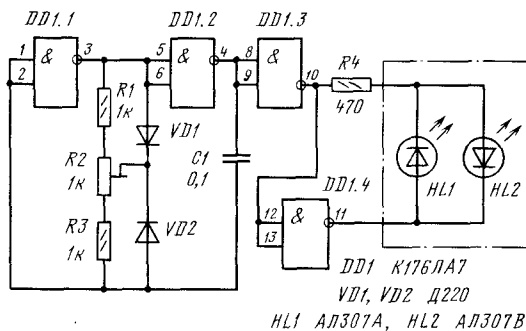 DD1.1 DD1.2 DD1.3
1 & 3 5 & 4 8 & 10 R4
2 6 9
470
R1
1к
VD1
R2
1к
C1
0,1
HL1 HL2
R3
1к
VD2
12 & 11 DD1.4
13
DD1 К176ЛА7
VD1, VD2 Д220
HL1 АЛ307А, HL2 АЛ307В